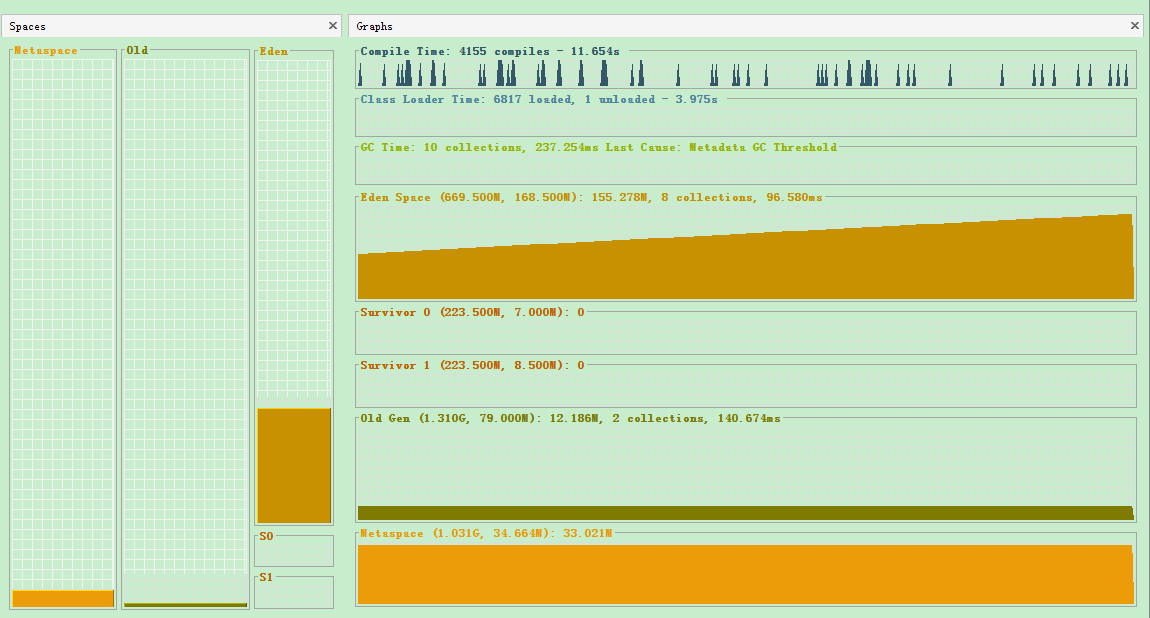 Spaces
Metaspace
Old
Eden
S0
S1
Graphs
Compile Time: 4155 compiles - 11.654s
Class Loader Time: 6817 loaded, 1 unloaded - 3.975s
GC Time: 10 collections, 237.254ms Last Cause: Metadata GC Threshold
Eden Space (669.500M, 168.500M): 155.278M, 8 collections, 96.580ms
Survivor 0 (223.500M, 7.000M): 0
Survivor 1 (223.500M, 8.500M): 0
Old Gen (1.310G, 79.000M): 12.186M, 2 collections, 140.674ms
Metaspace (1.031G, 34.664M): 33.021M